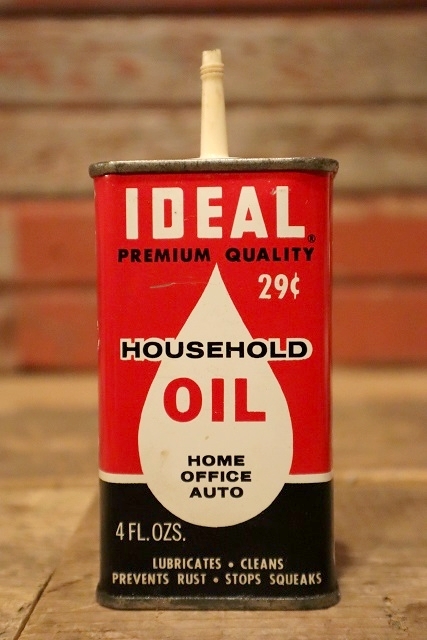 IDEAL®
PREMIUM QUALITY
29¢
HOUSEHOLD
OIL
HOME
OFFICE
AUTO
4 FL. OZS.
LUBRICATES • CLEANS
PREVENTS RUST • STOPS SQUEAKS